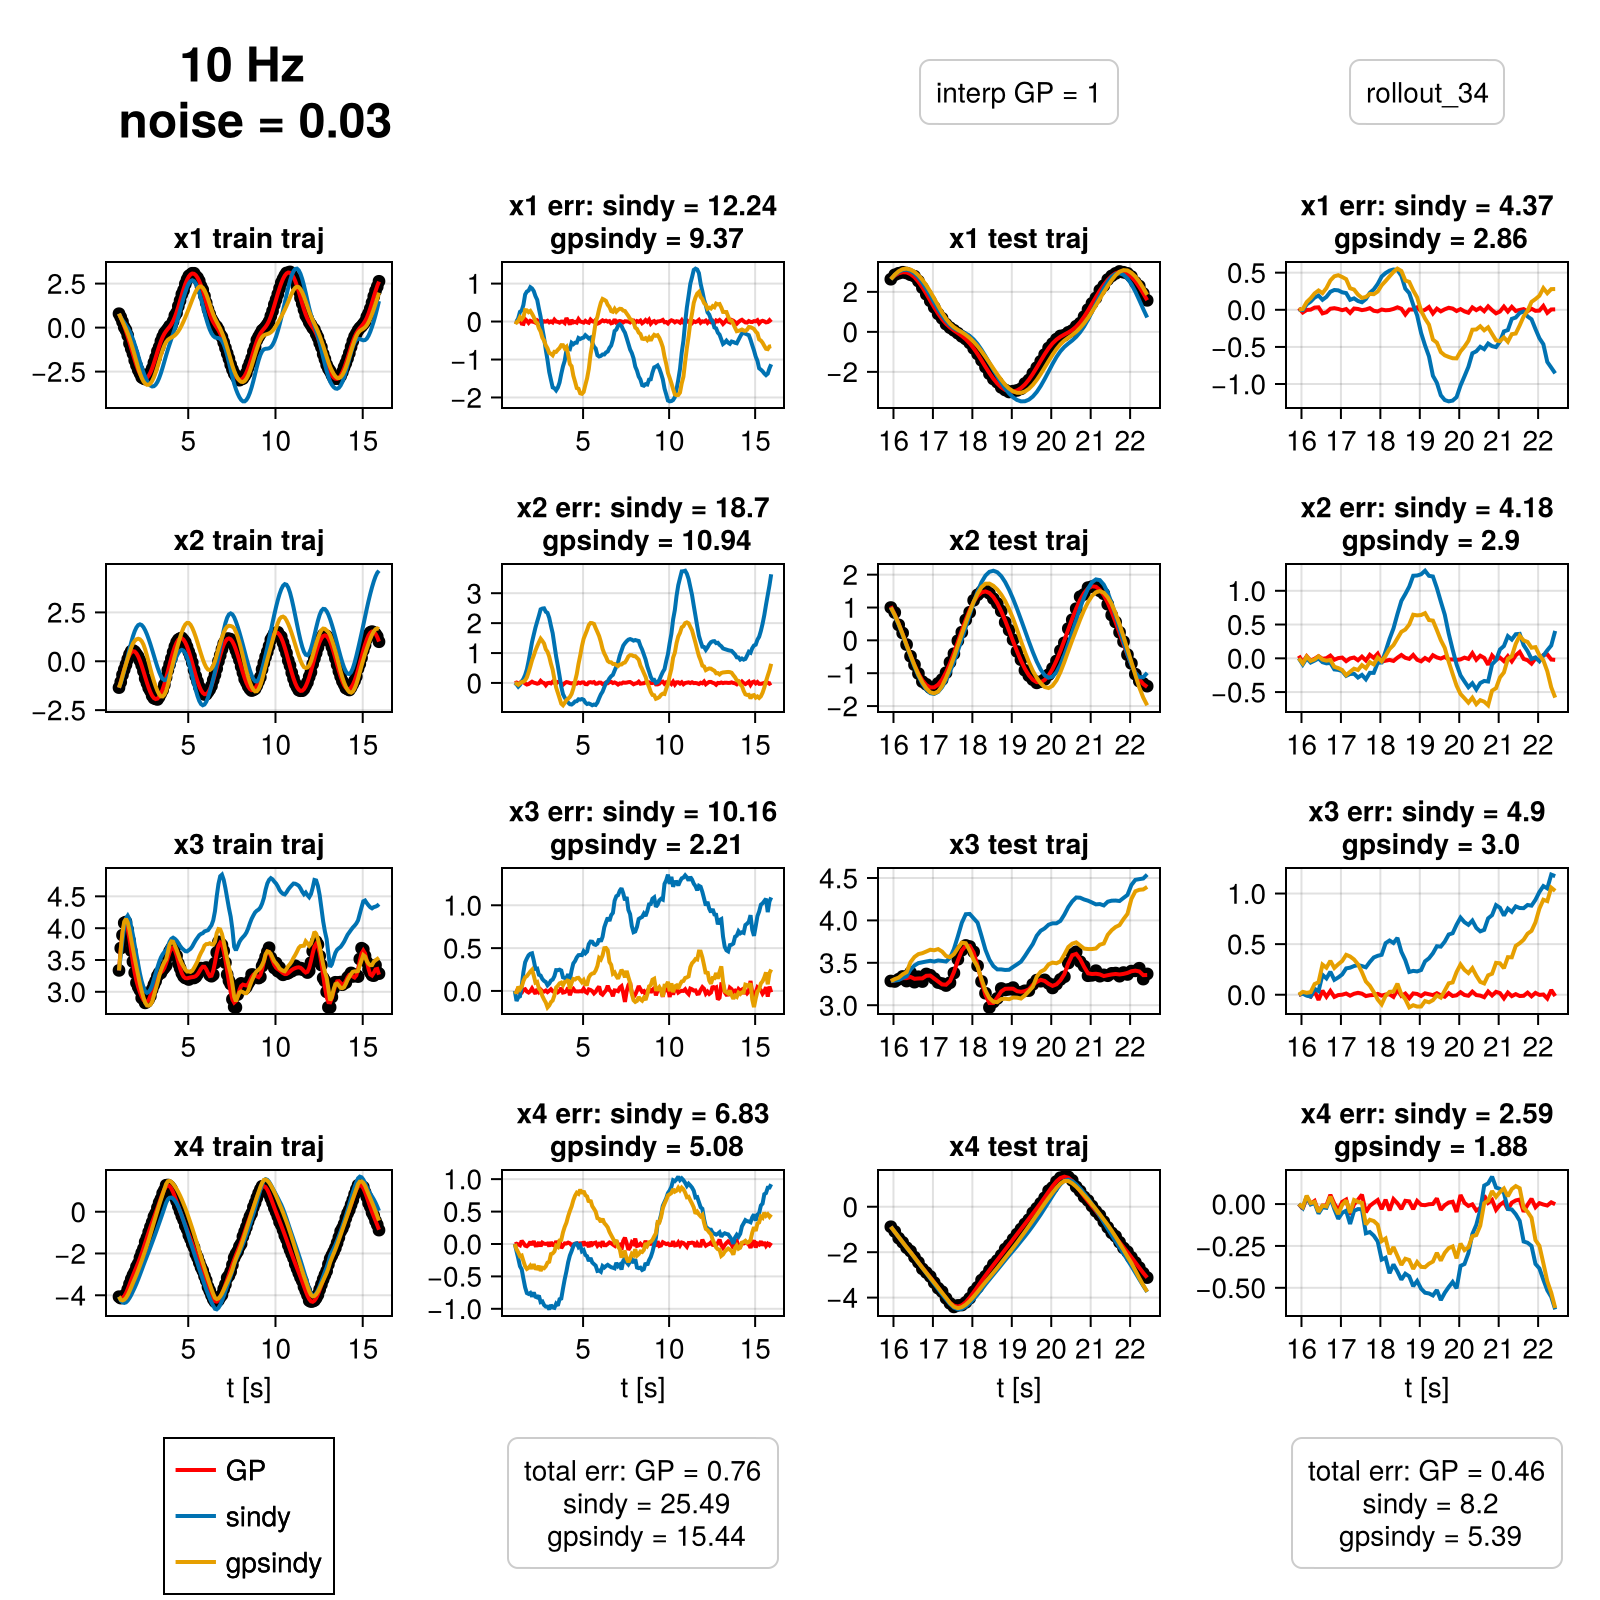 10 Hz
noise = 0.03
interp GP = 1
rollout_34
x1 train traj
2.5
0.0
−2.5
5 10 15
x1 err: sindy = 12.24
gpsindy = 9.37
1
0
−1
−2
5 10 15
x1 test traj
2
0
−2
16 17 18 19 20 21 22
x1 err: sindy = 4.37
gpsindy = 2.86
0.5
0.0
−0.5
−1.0
16 17 18 19 20 21 22
x2 train traj
2.5
0.0
−2.5
5 10 15
x2 err: sindy = 18.7
gpsindy = 10.94
3
2
1
0
5 10 15
x2 test traj
2
1
0
−1
−2
16 17 18 19 20 21 22
x2 err: sindy = 4.18
gpsindy = 2.9
1.0
0.5
0.0
−0.5
16 17 18 19 20 21 22
x3 train traj
4.5
4.0
3.5
3.0
5 10 15
x3 err: sindy = 10.16
gpsindy = 2.21
1.0
0.5
0.0
5 10 15
x3 test traj
4.5
4.0
3.5
3.0
16 17 18 19 20 21 22
x3 err: sindy = 4.9
gpsindy = 3.0
1.0
0.5
0.0
16 17 18 19 20 21 22
x4 train traj
0
−2
−4
5 10 15
t [s]
x4 err: sindy = 6.83
gpsindy = 5.08
1.0
0.5
0.0
−0.5
−1.0
5 10 15
t [s]
x4 test traj
0
−2
−4
16 17 18 19 20 21 22
t [s]
x4 err: sindy = 2.59
gpsindy = 1.88
0.00
−0.25
−0.50
16 17 18 19 20 21 22
t [s]
GP
sindy
gpsindy
total err: GP = 0.76
sindy = 25.49
gpsindy = 15.44
total err: GP = 0.46
sindy = 8.2
gpsindy = 5.39